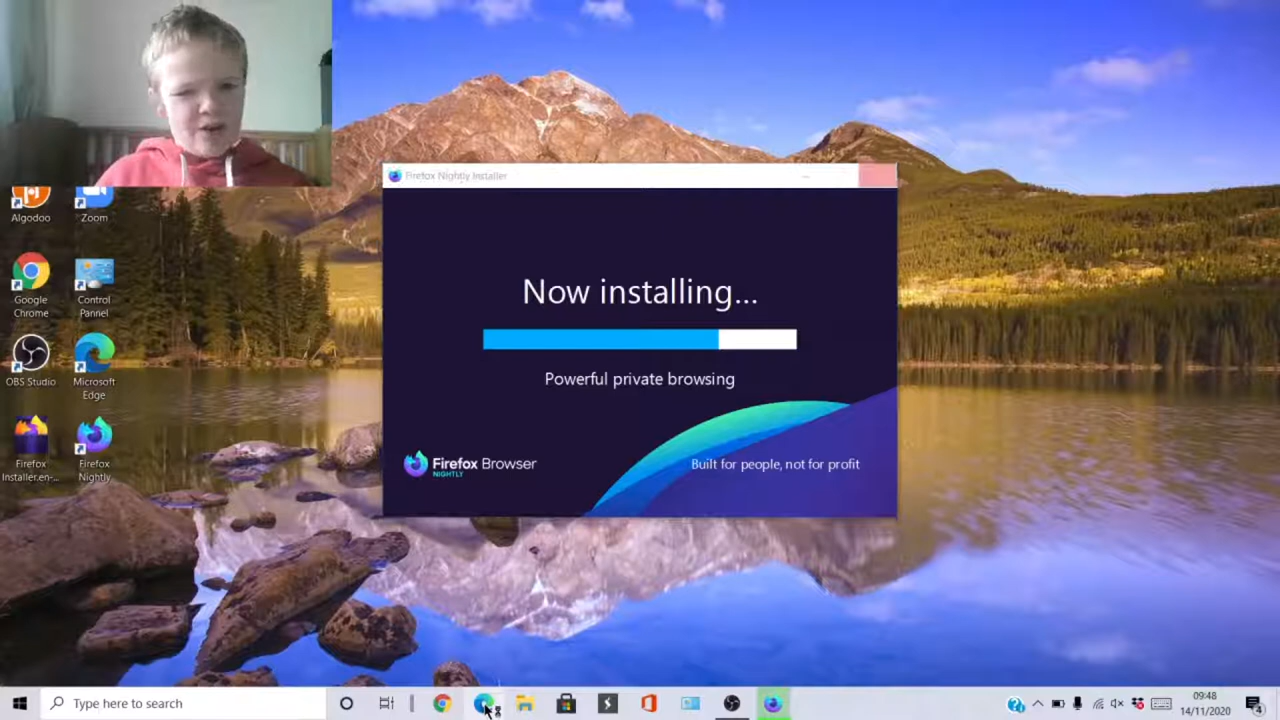 Firefox Nightly Installer
Algodoo
Zoom
Google
Chrome
Control
Pannel
OBS Studio
Microsoft
Edge
Firefox
Installer.en-...
Firefox
Nightly
Now installing...
Powerful private browsing
Firefox Browser
NIGHTLY
Built for people, not for profit
Type here to search
09:48
14/11/2020
4